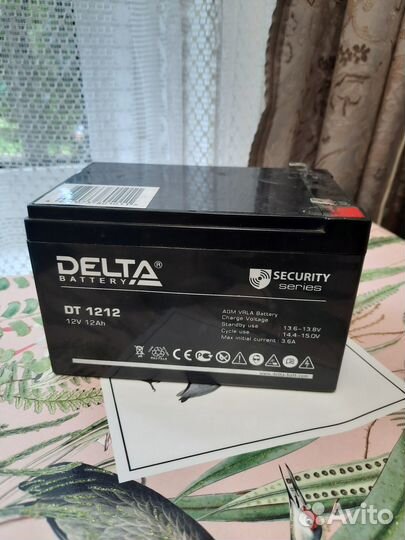 DELTA®
BATTERY
SECURITY
series
DT 1212
12V 12Ah
AGM VRLA Battery
Charge Voltage
Standby use : 13.6-13.8V
Cycle use : 14.4-15.0V
Max initial current : 3.6A
Avito